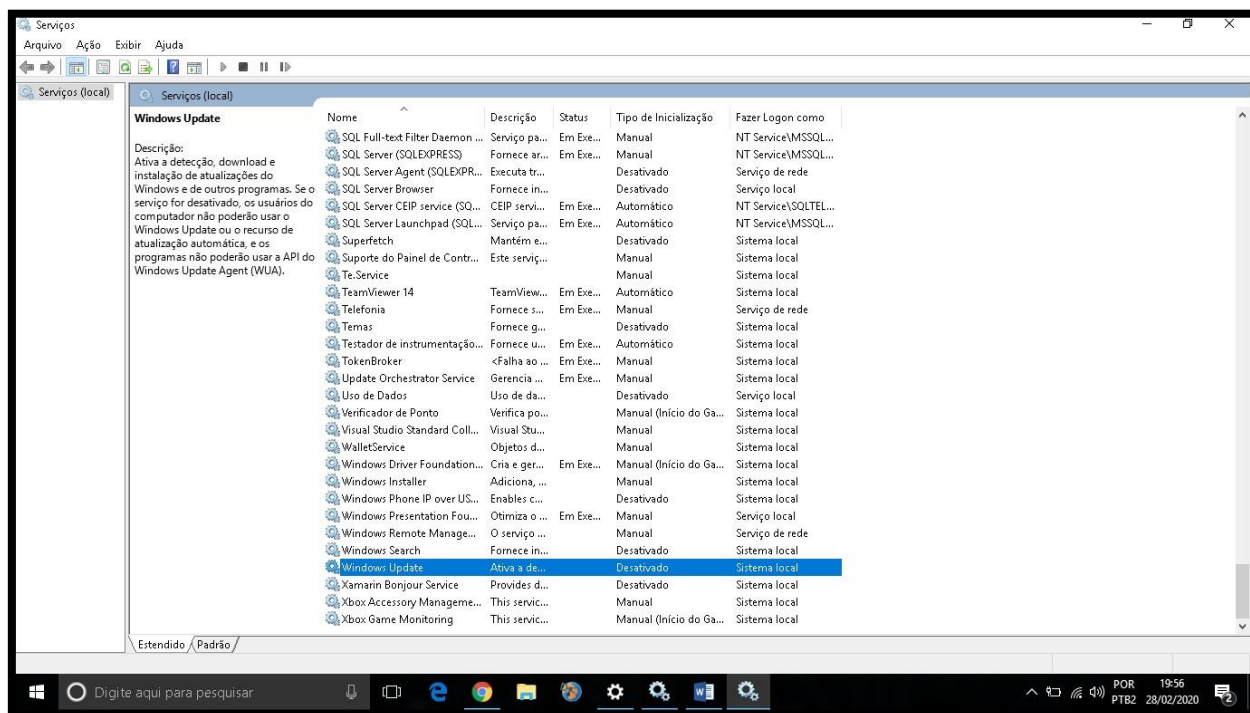 Serviços
Arquivo Ação Exibir Ajuda
Serviços (local)
Serviços (local)
Windows Update
Descrição:
Ativa a detecção, download e
instalação de atualizações do
Windows e de outros programas. Se o
serviço for desativado, os usuários do
computador não poderão usar o
Windows Update ou o recurso de
atualização automática, e os
programas não poderão usar a API do
Windows Update Agent (WUA).
Nome Descrição Status Tipo de Inicialização Fazer Logon como
SQL Full-text Filter Daemon ... Serviço pa... Em Exe... Manual NT Service\MSSQL...
SQL Server (SQLEXPRESS) Fornece ar... Em Exe... Manual NT Service\MSSQL...
SQL Server Agent (SQLEXPR... Executa tr... Desativado Serviço de rede
SQL Server Browser Fornece in... Desativado Serviço local
SQL Server CEIP service (SQ... CEIP servi... Em Exe... Automático NT Service\SQLTEL...
SQL Server Launchpad (SQL... Serviço pa... Em Exe... Automático NT Service\MSSQL...
Superfetch Mantém e... Desativado Sistema local
Suporte do Painel de Contr... Este serviç... Manual Sistema local
Te.Service Manual Sistema local
TeamViewer 14 TeamView... Em Exe... Automático Sistema local
Telefonia Fornece s... Em Exe... Manual Serviço de rede
Temas Fornece g... Desativado Sistema local
Testador de instrumentação... Fornece u... Em Exe... Automático Sistema local
TokenBroker <Falha ao ... Em Exe... Manual Sistema local
Update Orchestrator Service Gerencia ... Em Exe... Manual Sistema local
Uso de Dados Uso de da... Desativado Serviço local
Verificador de Ponto Verifica po... Manual (Início do Ga... Sistema local
Visual Studio Standard Coll... Visual Stu... Manual Sistema local
WalletService Objetos d... Manual Sistema local
Windows Driver Foundation... Cria e ger... Em Exe... Manual (Início do Ga... Sistema local
Windows Installer Adiciona, ... Manual Sistema local
Windows Phone IP over US... Enables c... Desativado Sistema local
Windows Presentation Fou... Otimiza o ... Em Exe... Manual Serviço local
Windows Remote Manage... O serviço ... Manual Serviço de rede
Windows Search Fornece in... Desativado Sistema local
Windows Update Ativa a de... Desativado Sistema local
Xamarin Bonjour Service Provides d... Desativado Sistema local
Xbox Accessory Manageme... This servic... Manual Sistema local
Xbox Game Monitoring This servic... Manual (Início do Ga... Sistema local
Estendido Padrão
Digite aqui para pesquisar
POR 19:56
PTB2 28/02/2020
2